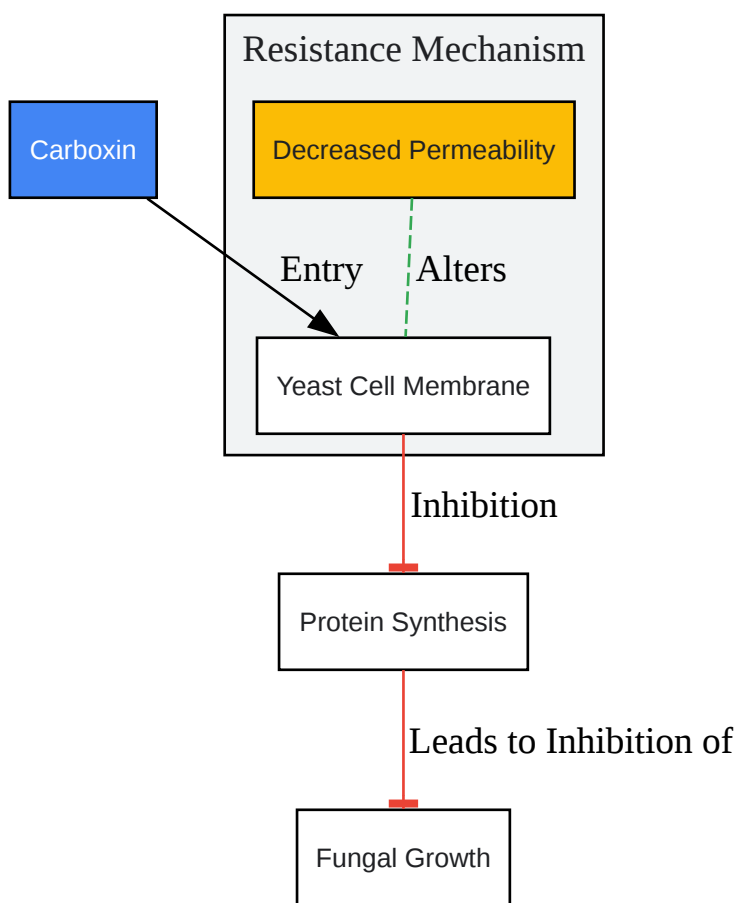 Resistance Mechanism
Carboxin
Decreased Permeability
Entry
Alters
Yeast Cell Membrane
Inhibition
Protein Synthesis
Leads to Inhibition of
Fungal Growth